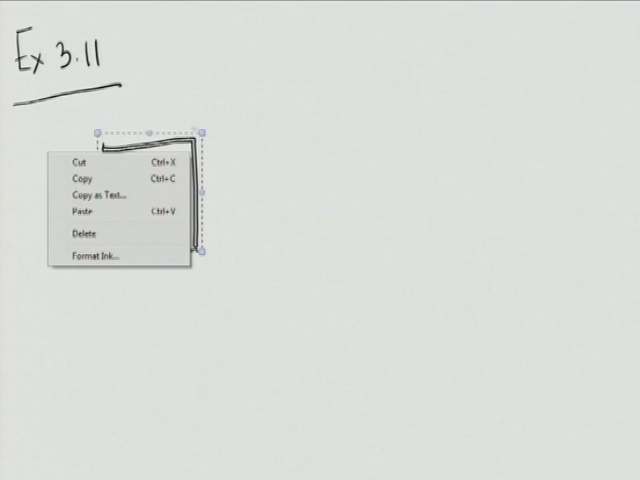 Ex 3.11
Cut Ctrl+X
Copy Ctrl+C
Copy as Text...
Paste Ctrl+V
Delete
Format Ink...